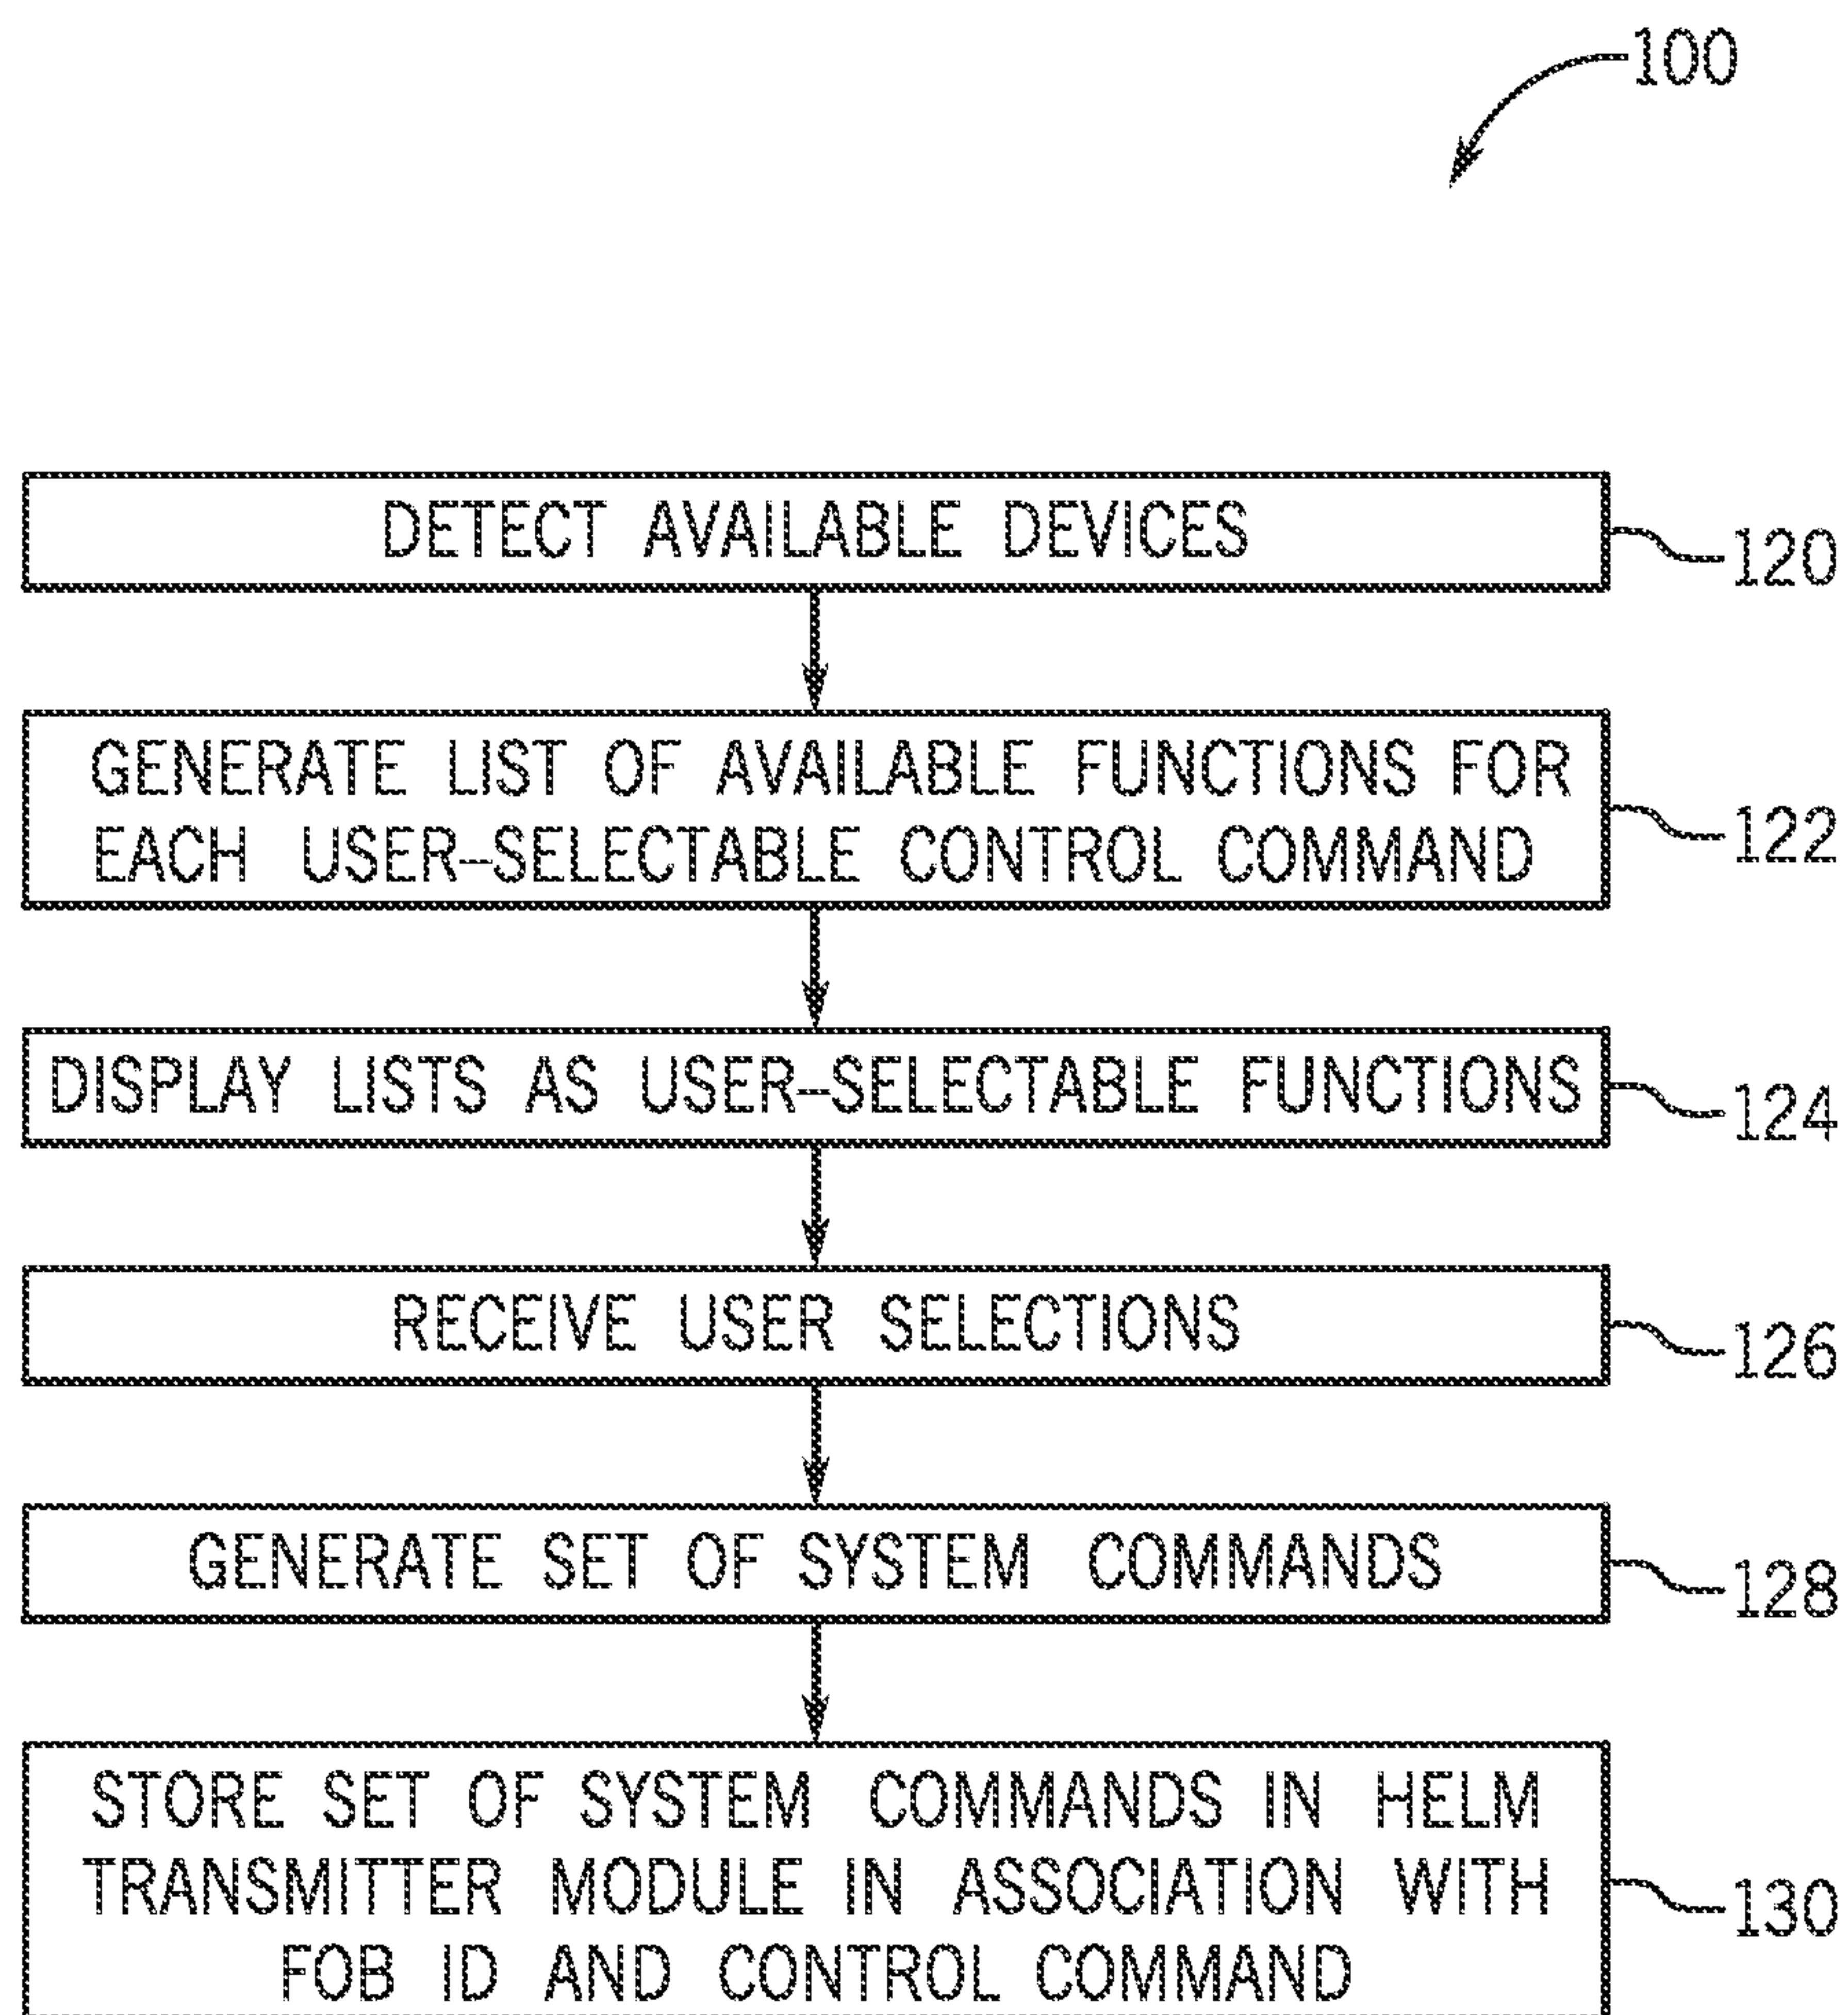 100
DETECT AVAILABLE DEVICES
120
GENERATE LIST OF AVAILABLE FUNCTIONS FOR
EACH USER-SELECTABLE CONTROL COMMAND
122
DISPLAY LISTS AS USER-SELECTABLE FUNCTIONS
124
RECEIVE USER SELECTIONS
126
GENERATE SET OF SYSTEM COMMANDS
128
STORE SET OF SYSTEM COMMANDS IN HELM
TRANSMITTER MODULE IN ASSOCIATION WITH
FOB ID AND CONTROL COMMAND
130